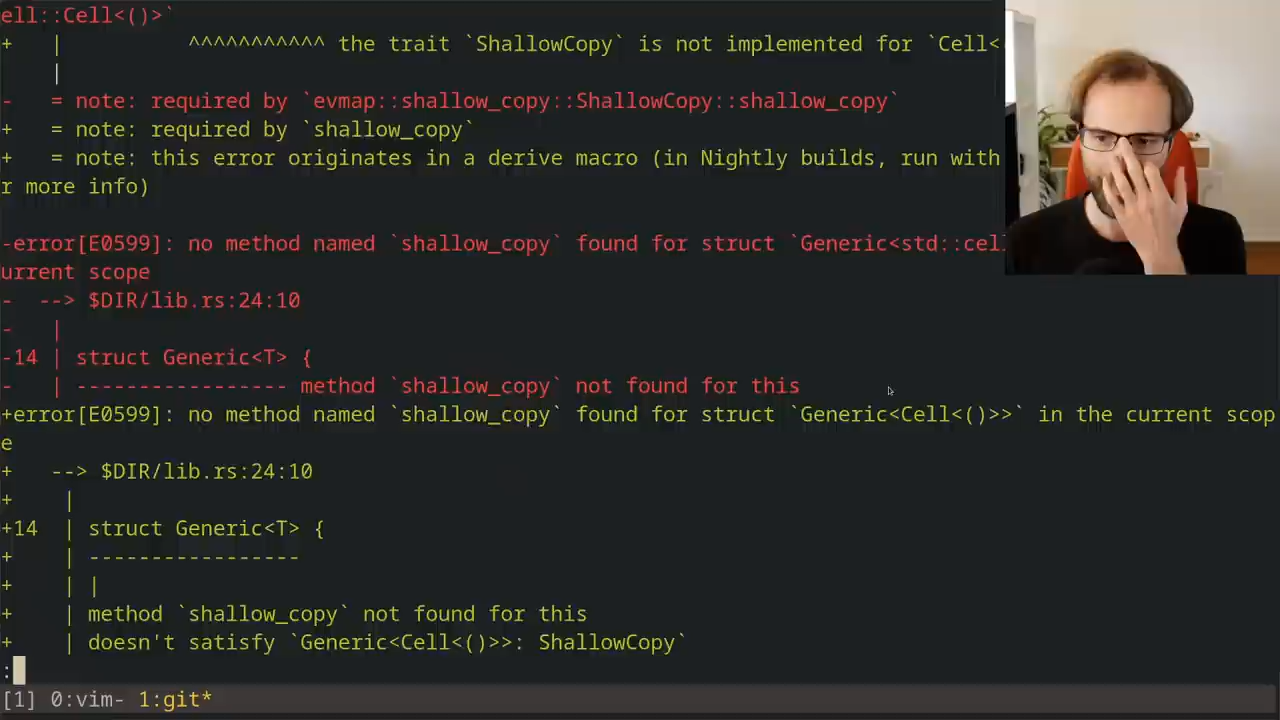 ell::Cell<()>`
+   |          ^^^^^^^^^^^ the trait `ShallowCopy` is not implemented for `Cell<
    |
-   = note: required by `evmap::shallow_copy::ShallowCopy::shallow_copy`
+   = note: required by `shallow_copy`
+   = note: this error originates in a derive macro (in Nightly builds, run with
r more info)
-error[E0599]: no method named `shallow_copy` found for struct `Generic<std::cel
urrent scope
-  --> $DIR/lib.rs:24:10
-   |
-14 | struct Generic<T> {
-   | ----------------- method `shallow_copy` not found for this
+error[E0599]: no method named `shallow_copy` found for struct `Generic<Cell<()>>` in the current scop
e
+   --> $DIR/lib.rs:24:10
+    |
+14  | struct Generic<T> {
+    | -----------------
+    | |
+    | method `shallow_copy` not found for this
+    | doesn't satisfy `Generic<Cell<()>>: ShallowCopy`
:
[1] 0:vim- 1:git*